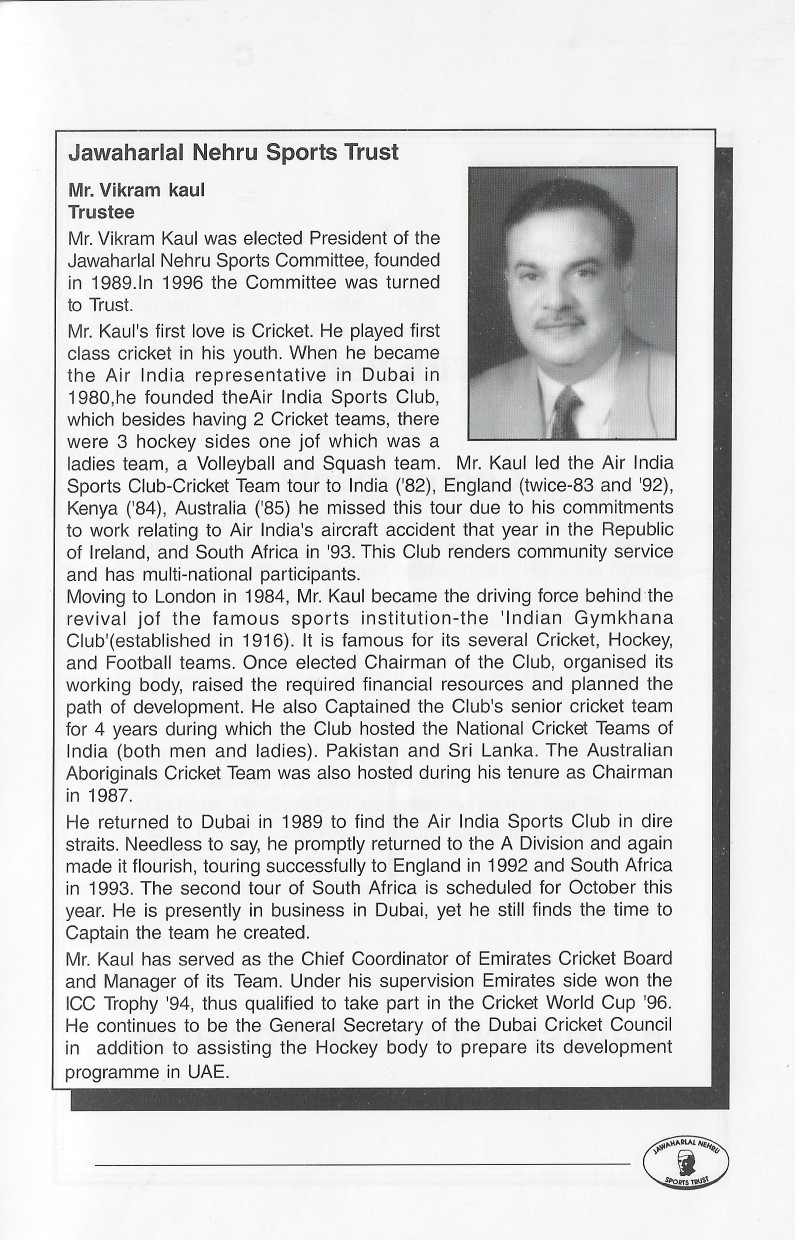 Jawaharlal Nehru Sports Trust
Mr. Vikram kaul
Trustee
Mr. Vikram Kaul was elected President of the
Jawaharlal Nehru Sports Committee, founded
in 1989.In 1996 the Committee was turned
to Trust.
Mr. Kaul's first love is Cricket. He played first
class cricket in his youth. When he became
the Air India representative in Dubai in
1980,he founded theAir India Sports Club,
which besides having 2 Cricket teams, there
were 3 hockey sides one jof which was a
ladies team, a Volleyball and Squash team. Mr. Kaul led the Air India
Sports Club-Cricket Team tour to India ('82), England (twice-83 and '92),
Kenya ('84), Australia ('85) he missed this tour due to his commitments
to work relating to Air India's aircraft accident that year in the Republic
of Ireland, and South Africa in '93. This Club renders community service
and has multi-national participants.
Moving to London in 1984, Mr. Kaul became the driving force behind the
revival jof the famous sports institution-the 'Indian Gymkhana
Club'(established in 1916). It is famous for its several Cricket, Hockey,
and Football teams. Once elected Chairman of the Club, organised its
working body, raised the required financial resources and planned the
path of development. He also Captained the Club's senior cricket team
for 4 years during which the Club hosted the National Cricket Teams of
India (both men and ladies). Pakistan and Sri Lanka. The Australian
Aboriginals Cricket Team was also hosted during his tenure as Chairman
in 1987.
He returned to Dubai in 1989 to find the Air India Sports Club in dire
straits. Needless to say, he promptly returned to the A Division and again
made it flourish, touring successfully to England in 1992 and South Africa
in 1993. The second tour of South Africa is scheduled for October this
year. He is presently in business in Dubai, yet he still finds the time to
Captain the team he created.
Mr. Kaul has served as the Chief Coordinator of Emirates Cricket Board
and Manager of its Team. Under his supervision Emirates side won the
ICC Trophy '94, thus qualified to take part in the Cricket World Cup '96.
He continues to be the General Secretary of the Dubai Cricket Council
in addition to assisting the Hockey body to prepare its development
programme in UAE.
JAWAHARLAL NEHRU
SPORTS TRUST